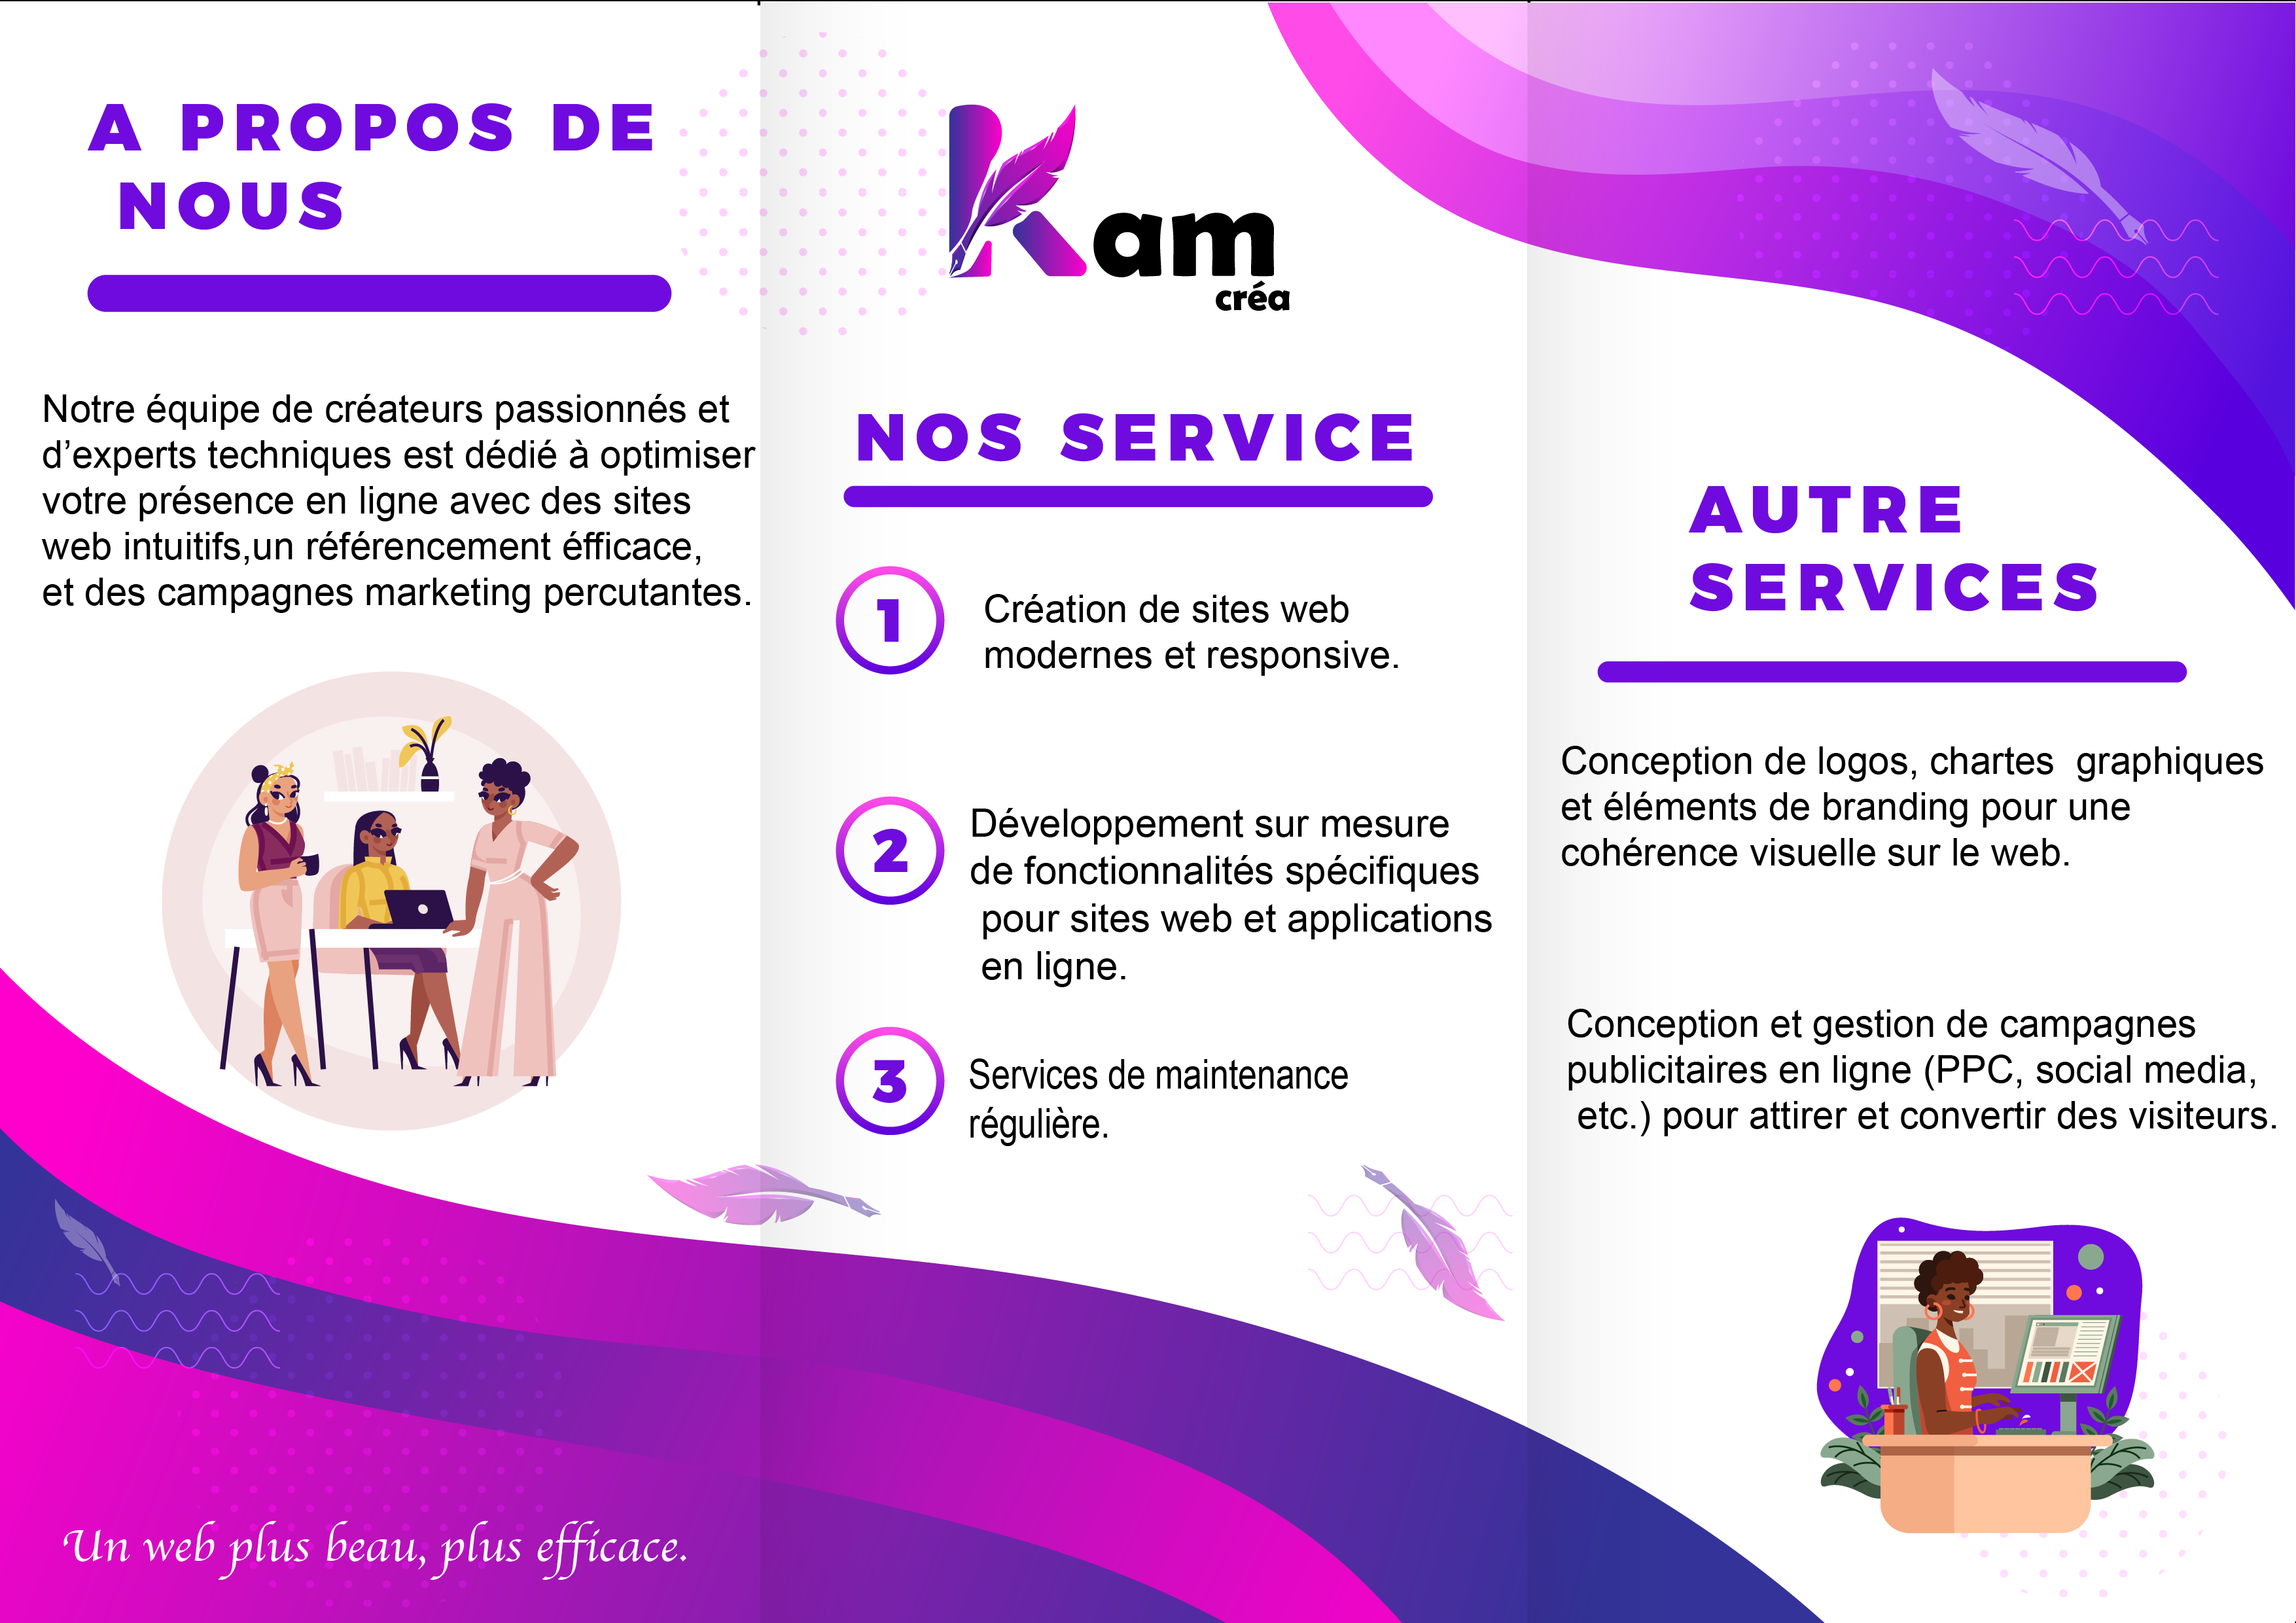 A PROPOS DE
NOUS
Notre équipe de créateurs passionnés et
d’experts techniques est dédié à optimiser
votre présence en ligne avec des sites
web intuitifs,un référencement éfficace,
et des campagnes marketing percutantes.
Un web plus beau, plus efficace.
Kam
créa
NOS SERVICE
1
Création de sites web
modernes et responsive.
2
Développement sur mesure
de fonctionnalités spécifiques
pour sites web et applications
en ligne.
3
Services de maintenance
régulière.
AUTRE
SERVICES
Conception de logos, chartes  graphiques
et éléments de branding pour une
cohérence visuelle sur le web.
Conception et gestion de campagnes
publicitaires en ligne (PPC, social media,
etc.) pour attirer et convertir des visiteurs.